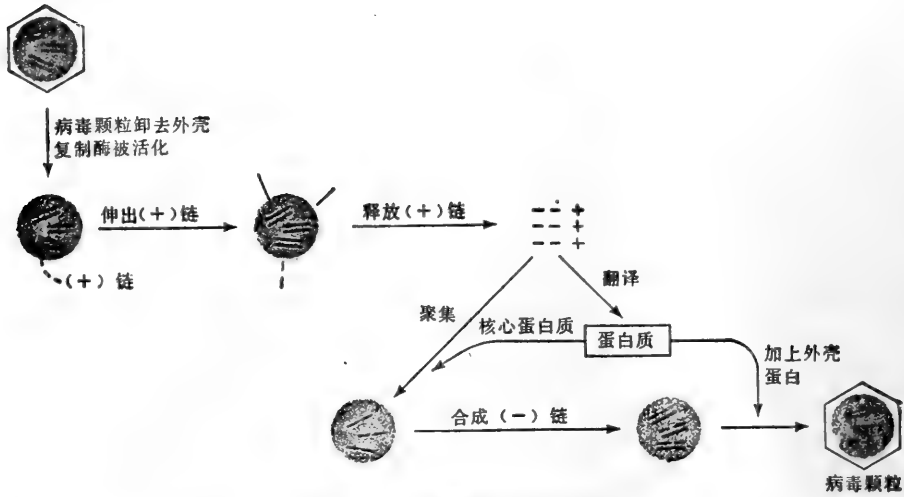 病毒颗粒卸去外壳
复制酶被活化
伸出(+)链
释放(+)链
(+)链
+
+
+
翻译
聚集
核心蛋白质
蛋白质
加上外壳
蛋白
合成(-)链
病毒颗粒